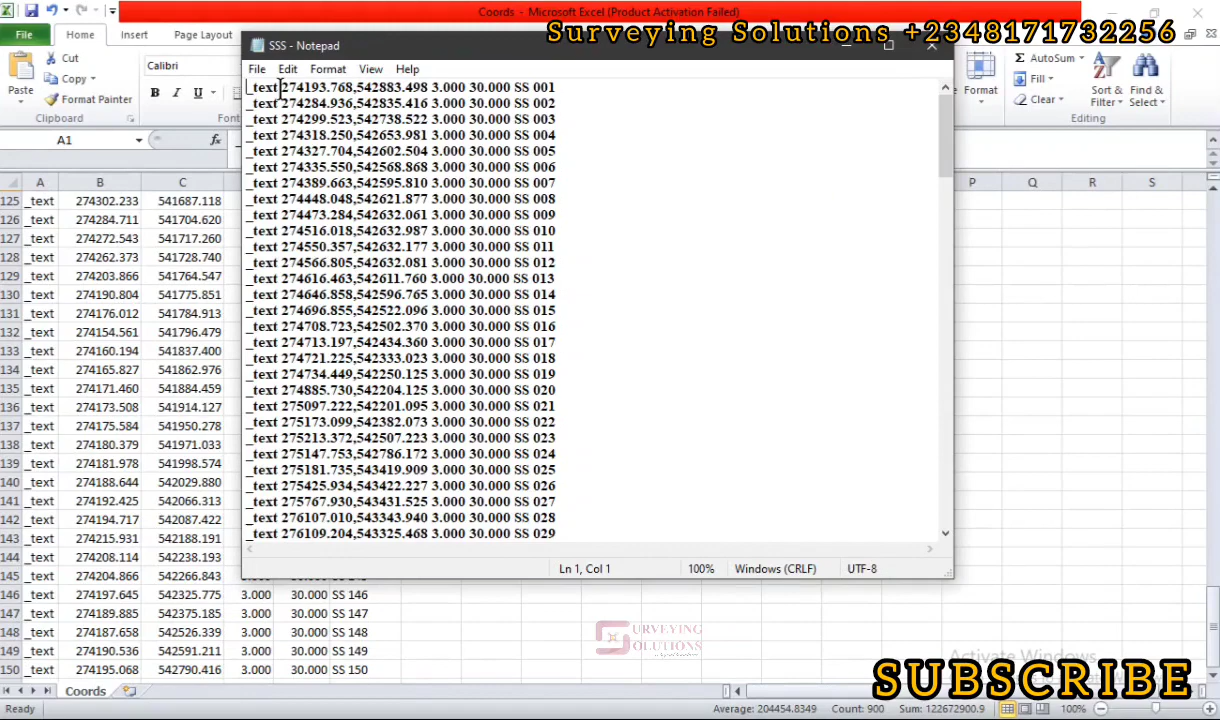 Coords - Microsoft Excel (Product Activation Failed)
Surveying Solutions +2348171732256
File Home Insert Page Layout
Cut
Copy
Format Painter
Paste
Clipboard
Calibri
B I U
Font
Format
AutoSum
Fill
Clear
Sort & Filter
Find & Select
Editing
A1 fx
SSS - Notepad
File Edit Format View Help
_text 274193.768,542883.498 3.000 30.000 SS 001
_text 274284.936,542835.416 3.000 30.000 SS 002
_text 274299.523,542738.522 3.000 30.000 SS 003
_text 274318.250,542653.981 3.000 30.000 SS 004
_text 274327.704,542602.504 3.000 30.000 SS 005
_text 274335.550,542568.868 3.000 30.000 SS 006
_text 274389.663,542595.810 3.000 30.000 SS 007
_text 274448.048,542621.877 3.000 30.000 SS 008
_text 274473.284,542632.061 3.000 30.000 SS 009
_text 274516.018,542632.987 3.000 30.000 SS 010
_text 274550.357,542632.177 3.000 30.000 SS 011
_text 274566.805,542632.081 3.000 30.000 SS 012
_text 274616.463,542611.760 3.000 30.000 SS 013
_text 274646.858,542596.765 3.000 30.000 SS 014
_text 274696.855,542522.096 3.000 30.000 SS 015
_text 274708.723,542502.370 3.000 30.000 SS 016
_text 274713.197,542434.360 3.000 30.000 SS 017
_text 274721.225,542333.023 3.000 30.000 SS 018
_text 274734.449,542250.125 3.000 30.000 SS 019
_text 274885.730,542204.125 3.000 30.000 SS 020
_text 275097.222,542201.095 3.000 30.000 SS 021
_text 275173.099,542382.073 3.000 30.000 SS 022
_text 275213.372,542507.223 3.000 30.000 SS 023
_text 275147.753,542786.172 3.000 30.000 SS 024
_text 275181.735,543419.909 3.000 30.000 SS 025
_text 275425.934,543422.227 3.000 30.000 SS 026
_text 275767.930,543431.525 3.000 30.000 SS 027
_text 276107.010,543343.940 3.000 30.000 SS 028
_text 276109.204,543325.468 3.000 30.000 SS 029
Ln 1, Col 1 100% Windows (CRLF) UTF-8
A B C P Q R S
125 _text 274302.233 541687.118
126 _text 274284.711 541704.620
127 _text 274272.543 541717.260
128 _text 274262.373 541728.740
129 _text 274203.866 541764.547
130 _text 274190.804 541775.851
131 _text 274176.012 541784.913
132 _text 274154.561 541796.479
133 _text 274160.194 541837.400
134 _text 274165.827 541862.976
135 _text 274171.460 541884.459
136 _text 274173.508 541914.127
137 _text 274175.584 541950.278
138 _text 274180.379 541971.033
139 _text 274181.978 541998.574
140 _text 274188.644 542029.880
141 _text 274192.425 542066.313
142 _text 274194.717 542087.422
143 _text 274215.931 542188.191
144 _text 274208.114 542238.193
145 _text 274204.866 542266.843
146 _text 274197.645 542325.775 3.000 30.000 SS 146
147 _text 274189.885 542375.185 3.000 30.000 SS 147
148 _text 274187.658 542526.339 3.000 30.000 SS 148
149 _text 274190.536 542591.211 3.000 30.000 SS 149
150 _text 274195.068 542790.416 3.000 30.000 SS 150
SURVEYING
SOLUTIONS
Activate Windows
SUBSCRIBE
Coords
Ready Average: 204454.8349 Count: 900 Sum: 122672900.9 100%